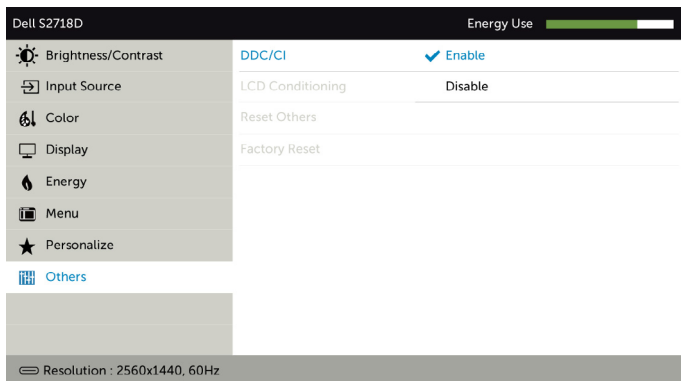 Dell S2718D
Energy Use
Brightness/Contrast
DDC/CI
Enable
Input Source
LCD Conditioning
Disable
Color
Reset Others
Display
Factory Reset
Energy
Menu
Personalize
Others
Resolution : 2560x1440, 60Hz